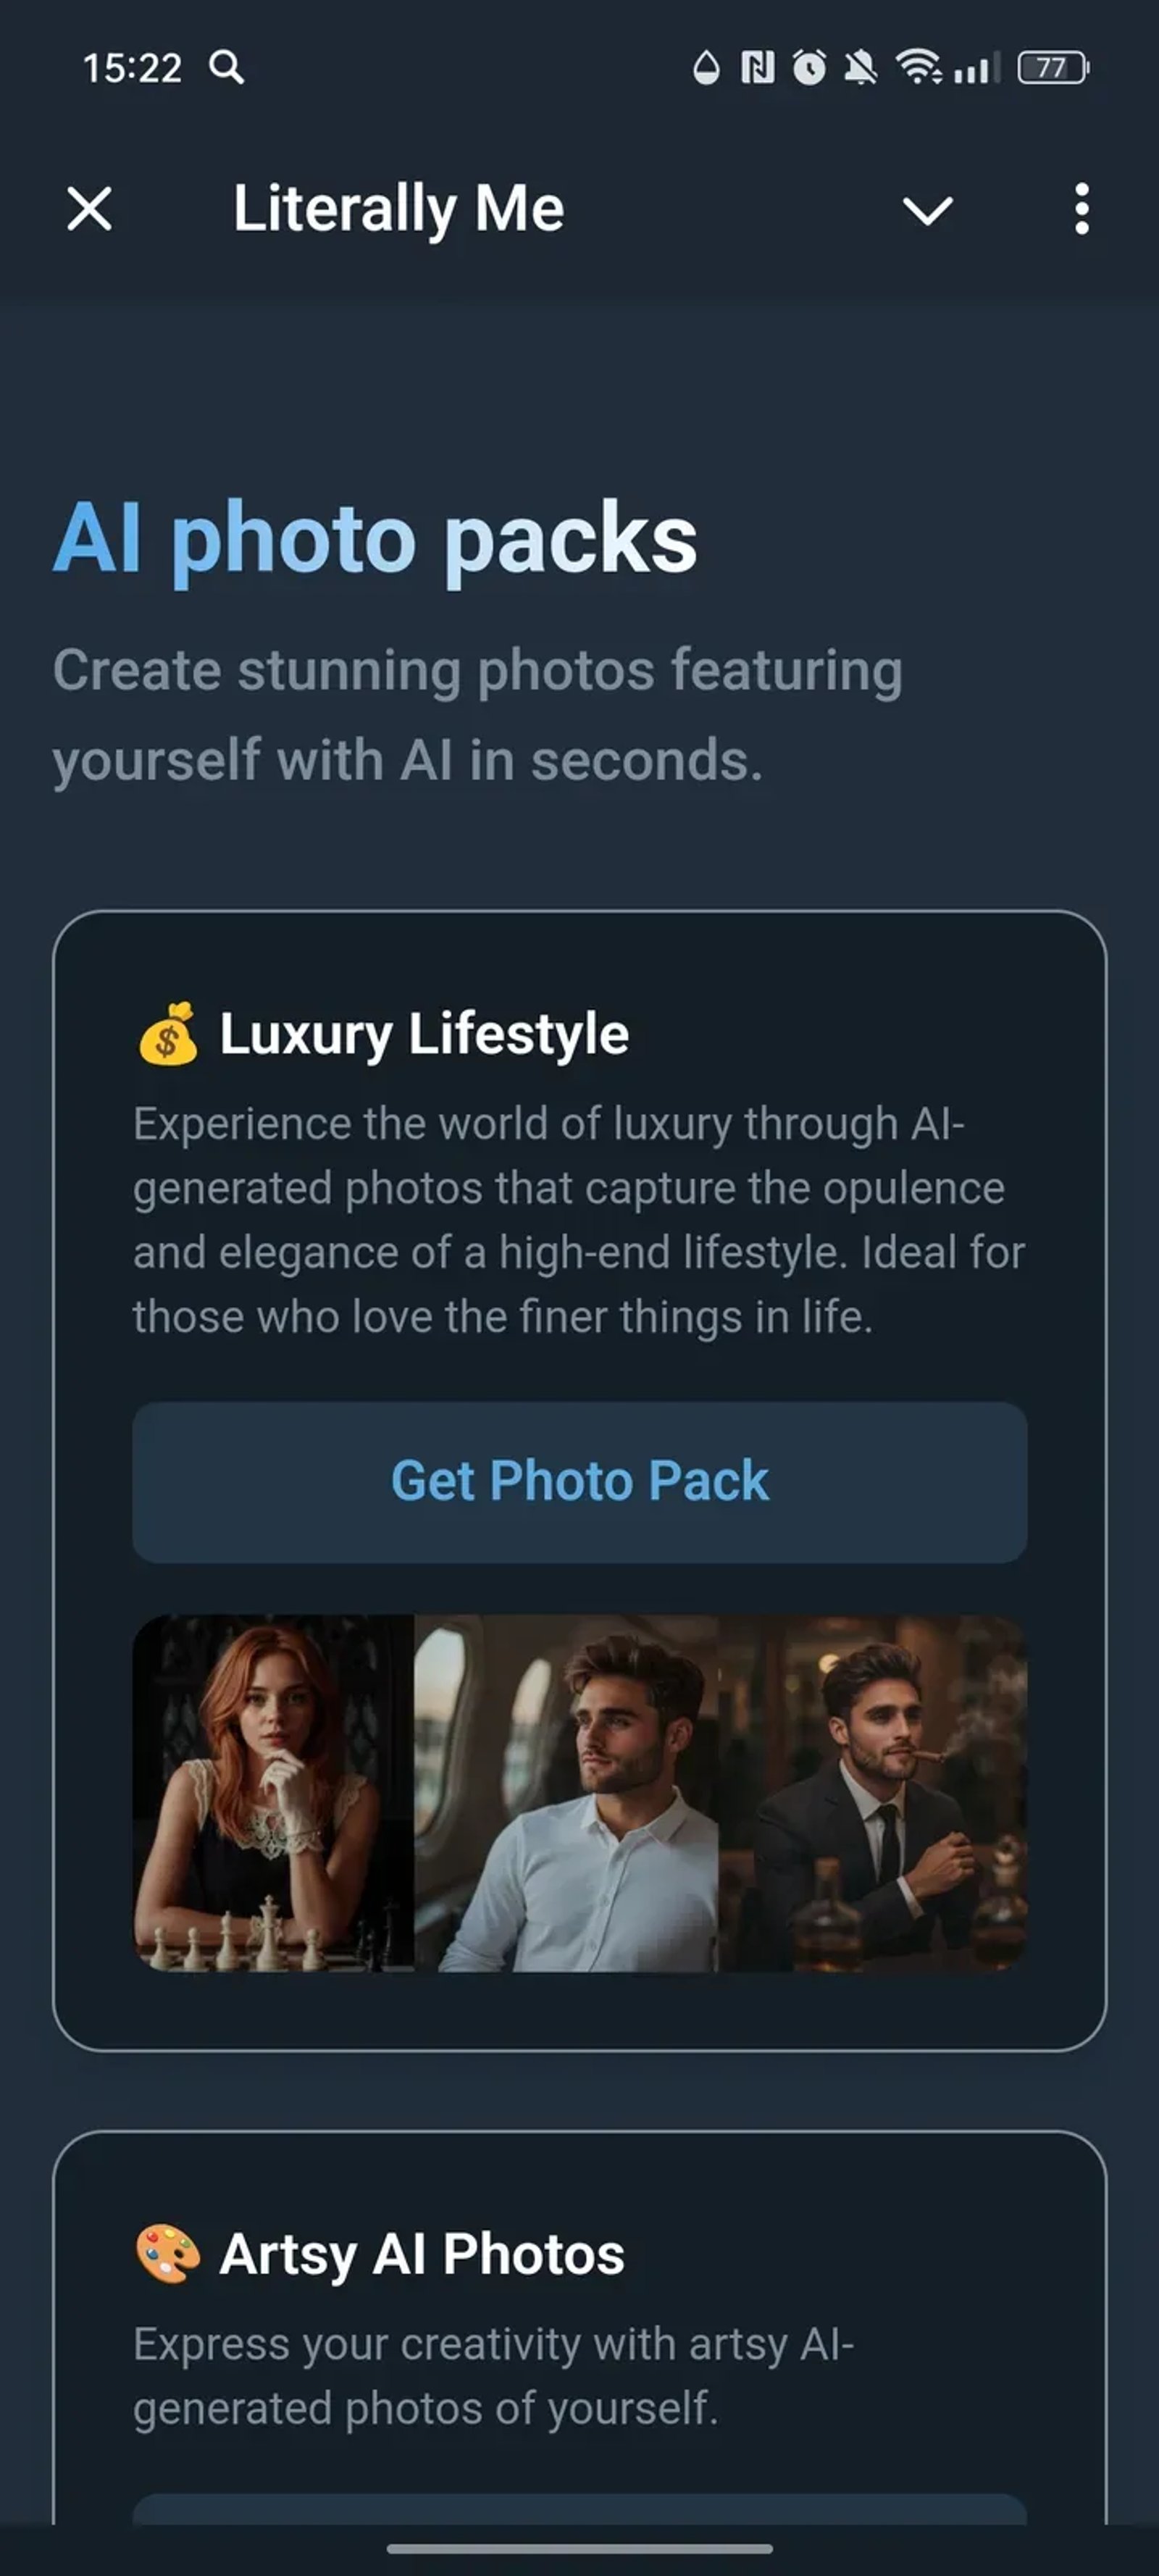 15:22
77
Literally Me
AI photo packs
Create stunning photos featuring
yourself with AI in seconds.
💰 Luxury Lifestyle
Experience the world of luxury through AI-
generated photos that capture the opulence
and elegance of a high-end lifestyle. Ideal for
those who love the finer things in life.
Get Photo Pack
🎨 Artsy AI Photos
Express your creativity with artsy AI-
generated photos of yourself.